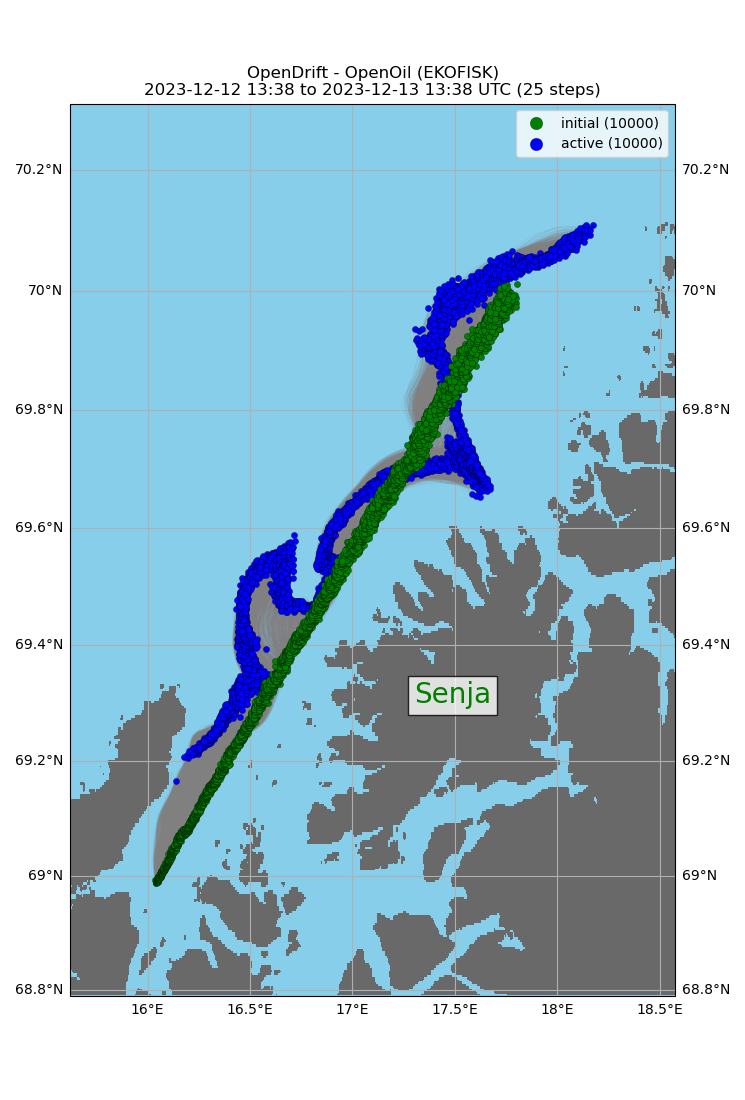 OpenDrift - OpenOil (EKOFISK)
2023-12-12 13:38 to 2023-12-13 13:38 UTC (25 steps)
initial (10000)
active (10000)
70.2°N 70.2°N
70°N 70°N
69.8°N 69.8°N
69.6°N 69.6°N
69.4°N 69.4°N
Senja
69.2°N 69.2°N
69°N 69°N
68.8°N 68.8°N
16°E 16.5°E 17°E 17.5°E 18°E 18.5°E